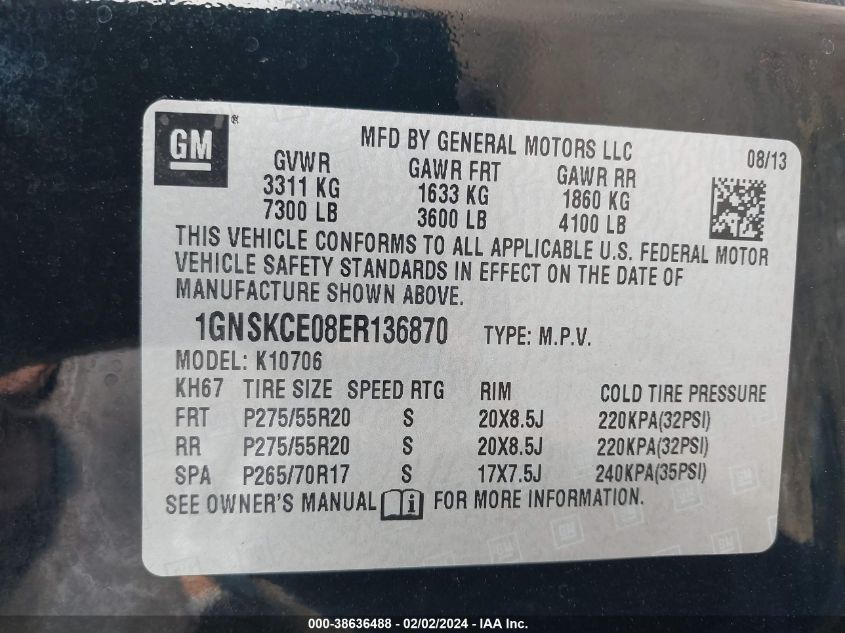 GM
MFD BY GENERAL MOTORS LLC 08/13
GVWR GAWR FRT GAWR RR
3311 KG 1633 KG 1860 KG
7300 LB 3600 LB 4100 LB
THIS VEHICLE CONFORMS TO ALL APPLICABLE U.S. FEDERAL MOTOR
VEHICLE SAFETY STANDARDS IN EFFECT ON THE DATE OF
MANUFACTURE SHOWN ABOVE.
1GNSKCE08ER136870 TYPE: M.P.V.
MODEL: K10706
KH67 TIRE SIZE SPEED RTG RIM COLD TIRE PRESSURE
FRT P275/55R20 S 20X8.5J 220KPA(32PSI)
RR P275/55R20 S 20X8.5J 220KPA(32PSI)
SPA P265/70R17 S 17X7.5J 240KPA(35PSI)
SEE OWNER'S MANUAL i FOR MORE INFORMATION.
000-38636488 - 02/02/2024 - IAA Inc.